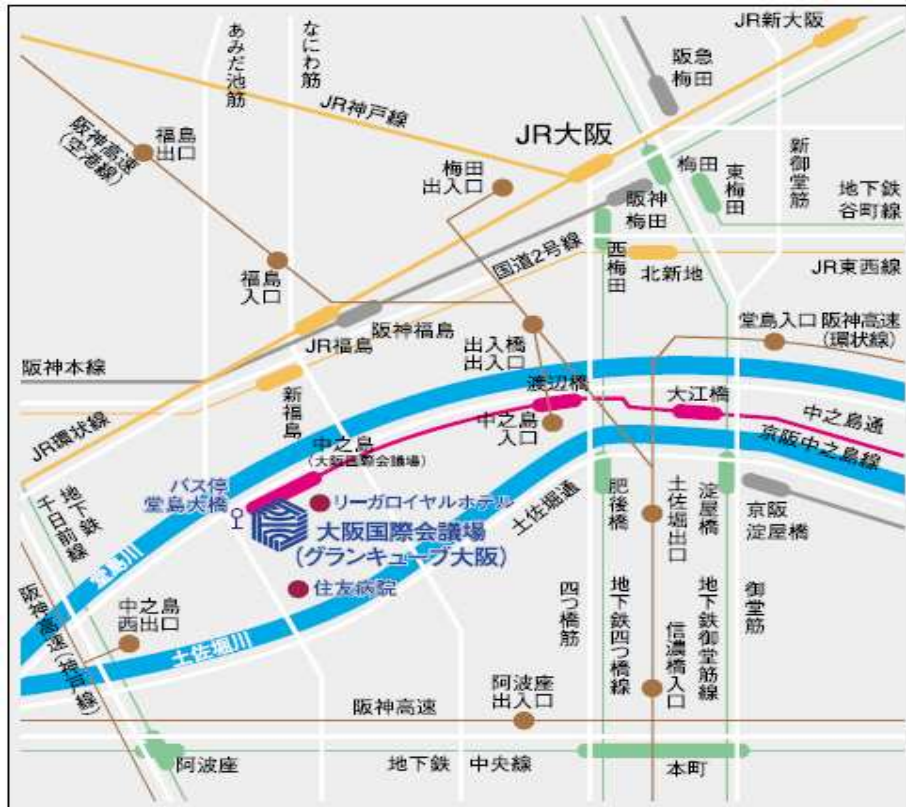 JR新大阪
あみだ池筋
なにわ筋
阪急
梅田
JR神戸線
阪神高速
(空港線)
福島
出口
JR大阪
梅田
出入口
梅田
東梅田
新御堂筋
阪神
梅田
地下鉄
谷町線
国道2号線
西梅田
北新地
JR東西線
福島
入口
阪神福島
JR福島
出入橋
出入口
堂島入口
阪神高速
(環状線)
阪神本線
新福島
渡辺橋
大江橋
中之島通
JR環状線
中之島
(大阪国際会議場)
中之島
入口
京阪中之島線
バス停
堂島大橋
地下鉄
千日前線
リーガロイヤルホテル
土佐堀通
肥後橋
土佐堀出口
淀屋橋
京阪
淀屋橋
大阪国際会議場
(グランキューブ大阪)
堂島川
住友病院
阪神高速(神戸線)
中之島
西出口
四つ橋筋
地下鉄四つ橋線
信濃橋入口
地下鉄御堂筋線
御堂筋
土佐堀川
阪神高速
阿波座
出入口
阿波座
地下鉄 中央線
本町